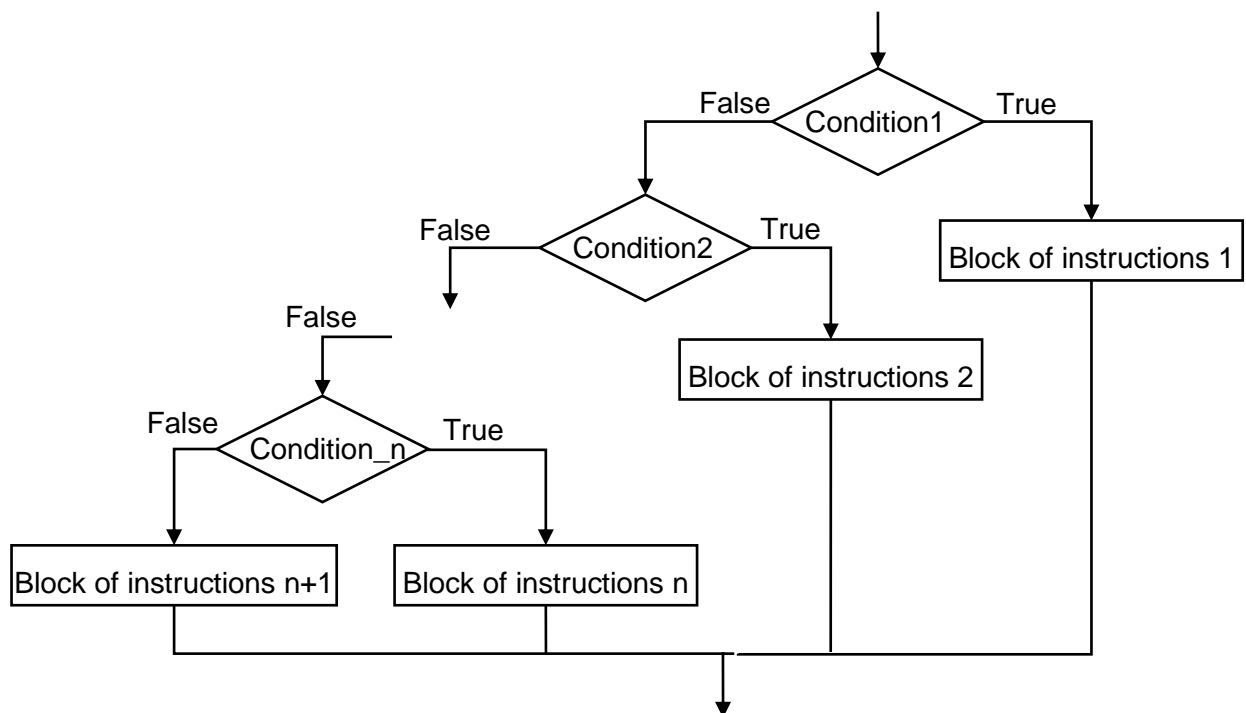 False
True
Condition1
False
True
Condition2
Block of instructions 1
False
Block of instructions 2
False
True
Condition_n
Block of instructions n+1
Block of instructions n